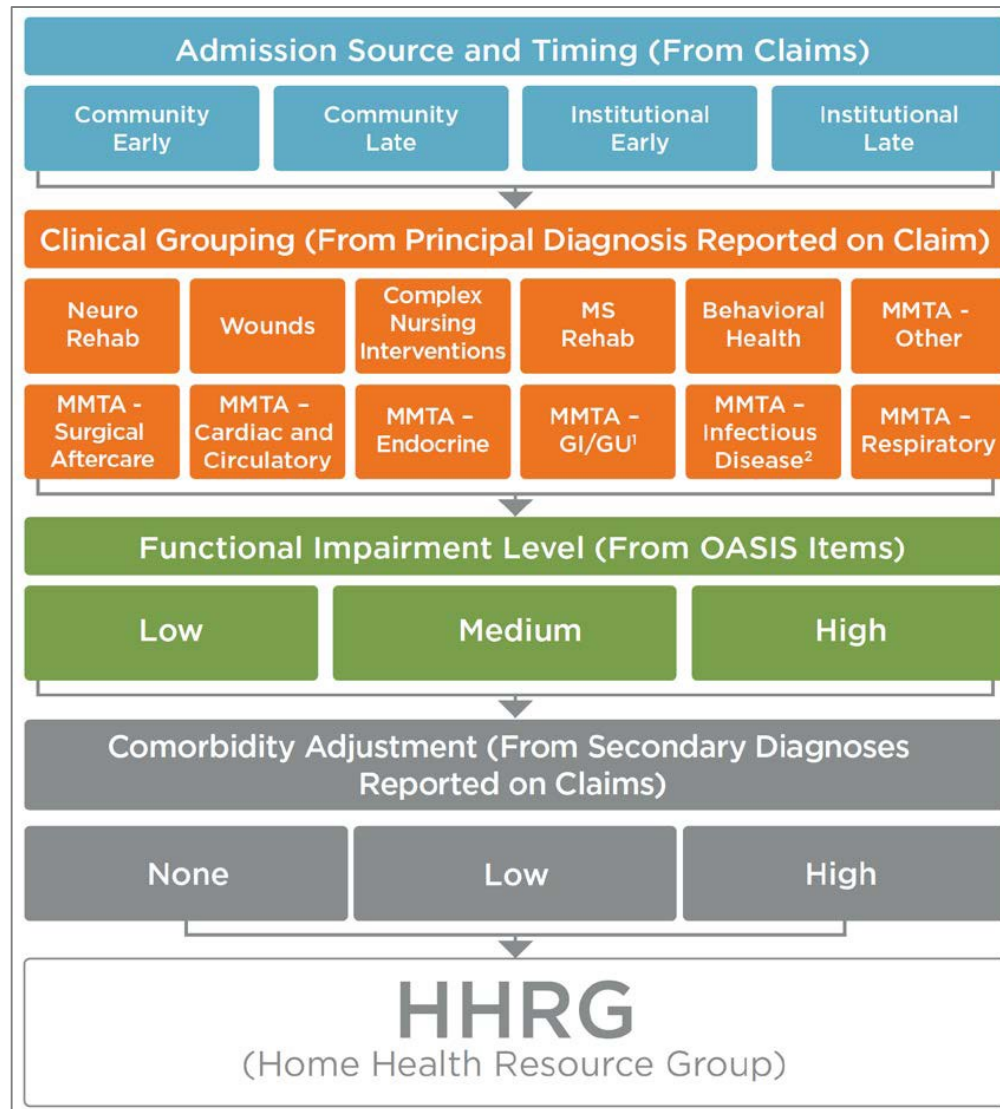 Admission Source and Timing (From Claims)
Community
Early
Community
Late
Institutional
Early
Institutional
Late
Clinical Grouping (From Principal Diagnosis Reported on Claim)
Neuro
Rehab
Wounds
Complex
Nursing
Interventions
MS
Rehab
Behavioral
Health
MMTA -
Other
MMTA -
Surgical
Aftercare
MMTA –
Cardiac and
Circulatory
MMTA –
Endocrine
MMTA –
GI/GU¹
MMTA –
Infectious
Disease²
MMTA –
Respiratory
Functional Impairment Level (From OASIS Items)
Low
Medium
High
Comorbidity Adjustment (From Secondary Diagnoses
Reported on Claims)
None
Low
High
HHRG
(Home Health Resource Group)